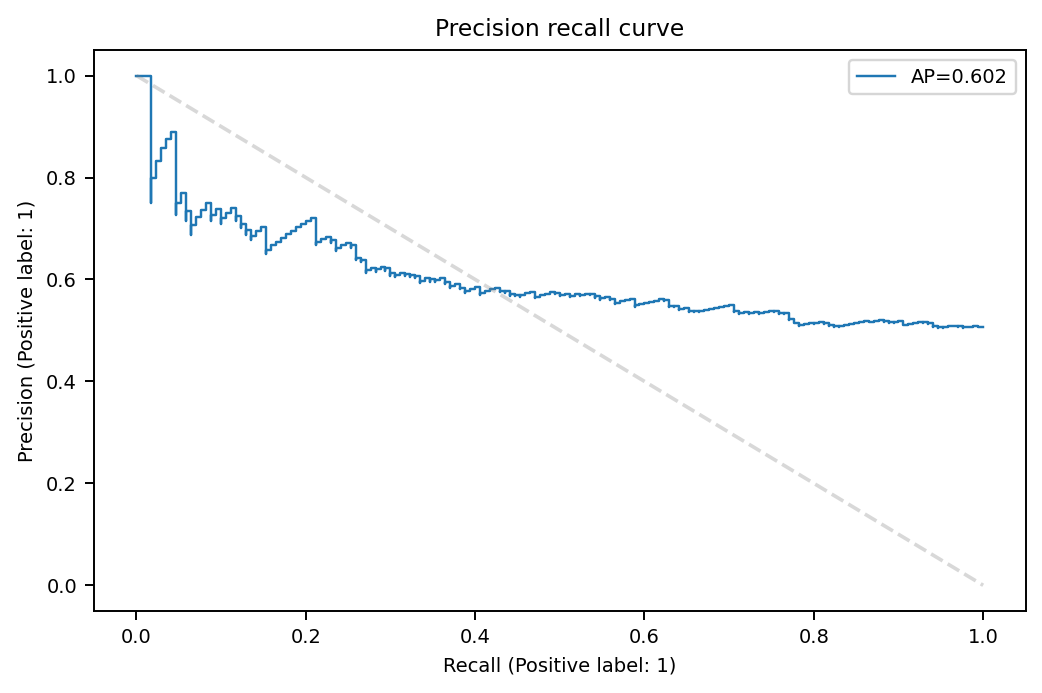 Precision recall curve
AP=0.602
Precision (Positive label: 1)
1.0
0.8
0.6
0.4
0.2
0.0
0.0 0.2 0.4 0.6 0.8 1.0
Recall (Positive label: 1)